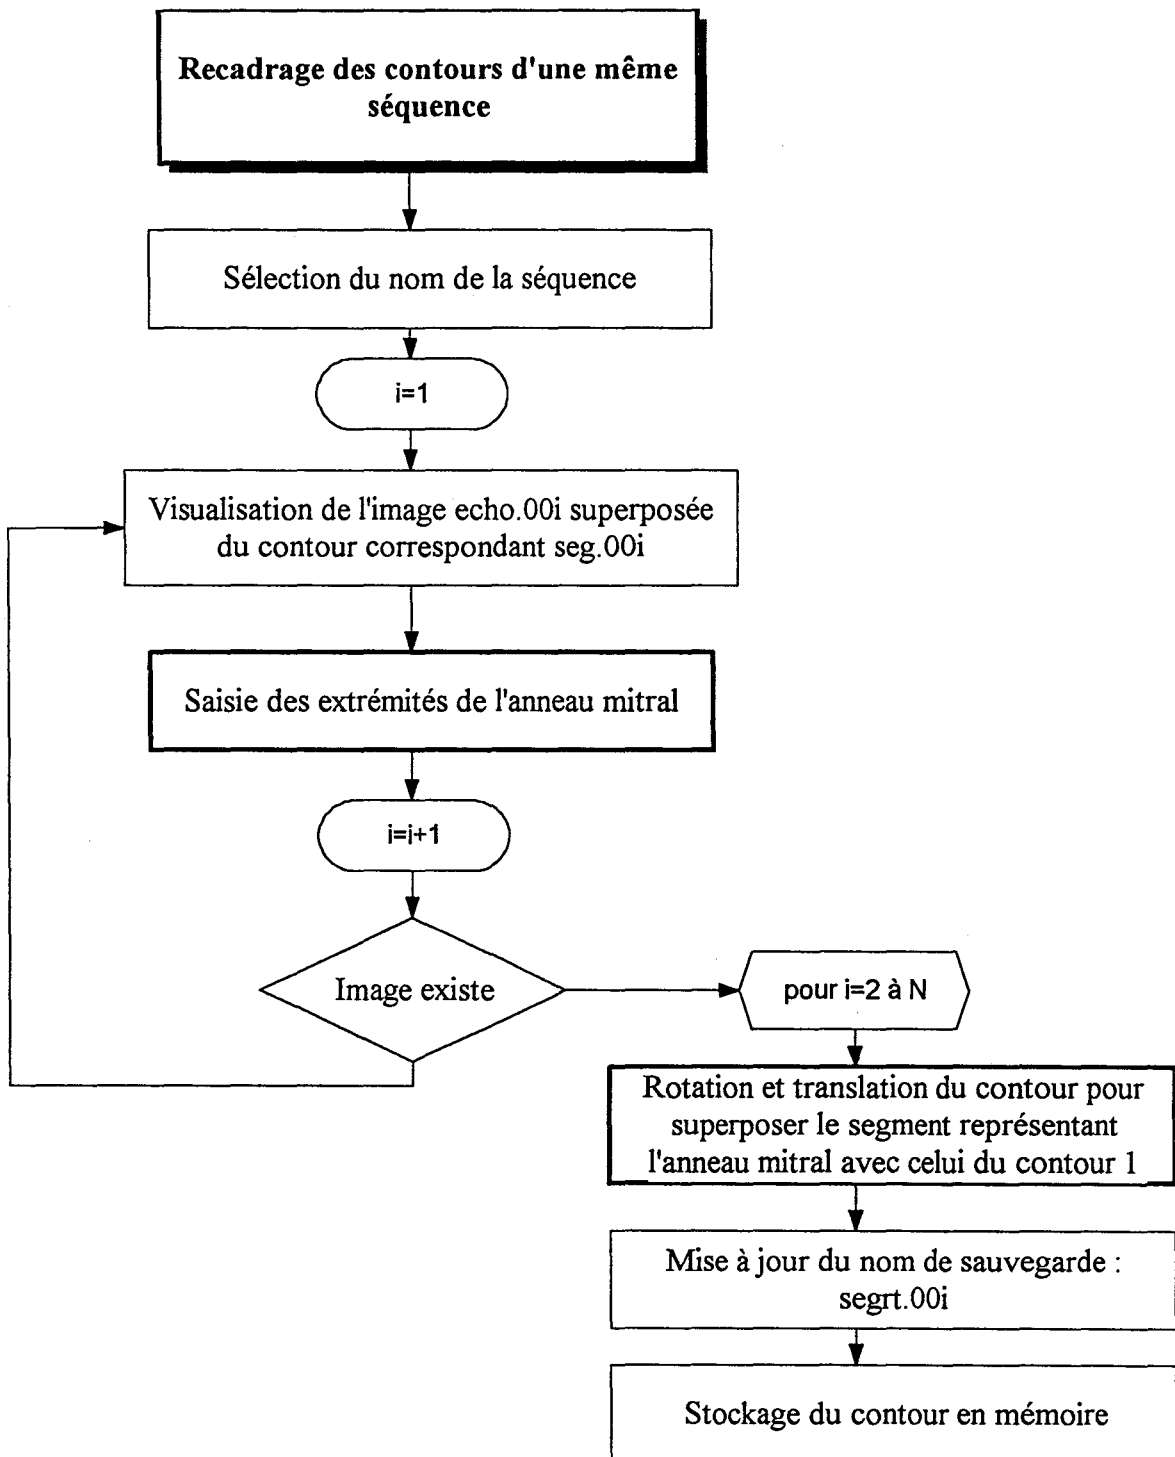 Recadrage des contours d'une même
séquence
Sélection du nom de la séquence
i=1
Visualisation de l'image echo.00i superposée
du contour correspondant seg.00i
Saisie des extrémités de l'anneau mitral
i=i+1
Image existe
pour i=2 à N
Rotation et translation du contour pour
superposer le segment représentant
l'anneau mitral avec celui du contour 1
Mise à jour du nom de sauvegarde :
segrt.00i
Stockage du contour en mémoire